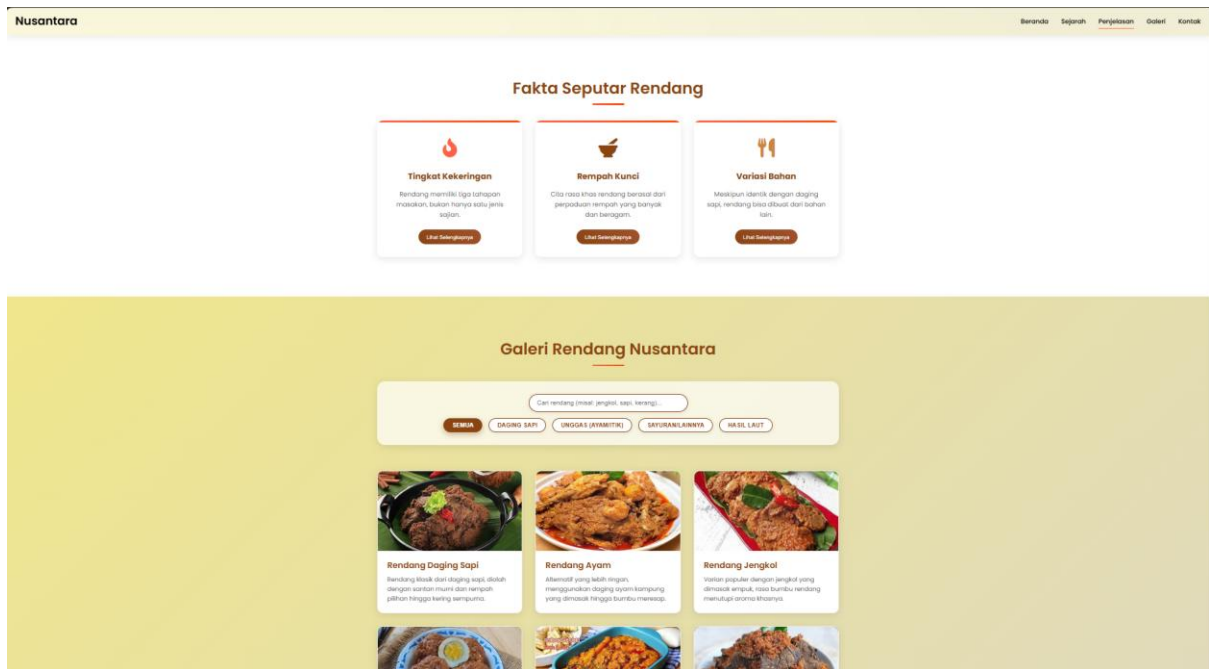 Nusantara
Beranda Sejarah Penjelasan Galeri Kontak
Fakta Seputar Rendang
Tingkat Kekeringan
Rendang memiliki tiga tahapan
masakan, bukan hanya satu jenis
sajian.
Lihat Selengkapnya
Rempah Kunci
Cita rasa khas rendang berasal dari
perpaduan rempah yang banyak
dan beragam.
Lihat Selengkapnya
Variasi Bahan
Meskipun identik dengan daging
sapi, rendang bisa dibuat dari bahan
lain.
Lihat Selengkapnya
Galeri Rendang Nusantara
Cari rendang (misal: jengkol, sapi, kerang)...
SEMUA DAGING SAPI UNGGAS (AYAM/ITIK) SAYURAN/LAINNYA HASIL LAUT
Rendang Daging Sapi
Rendang klasik dari daging sapi, diolah
dengan santan murni dan rempah
pilihan hingga kering sempurna.
Rendang Ayam
Alternatif yang lebih ringan,
menggunakan daging ayam kampung
yang dimasak hingga bumbu meresap.
Rendang Jengkol
Varian populer dengan jengkol yang
dimasak empuk, rasa bumbu rendang
menutupi aroma khasnya.